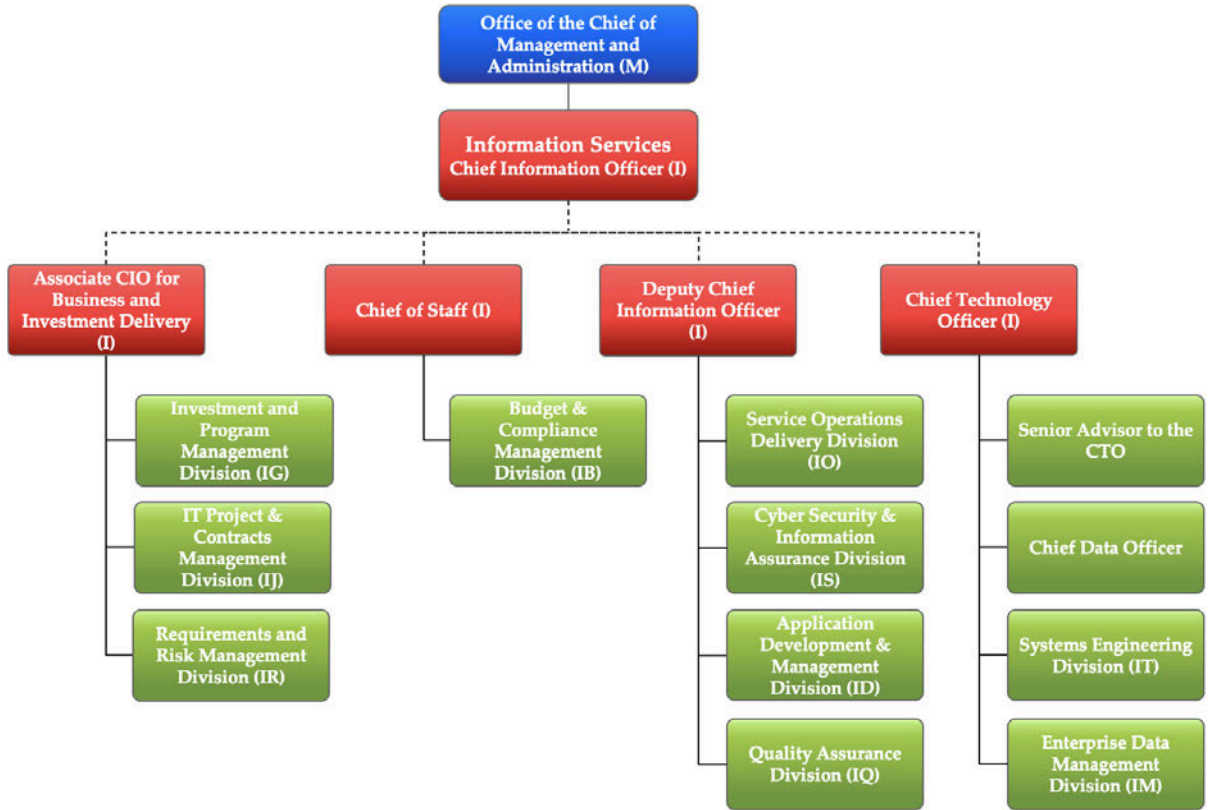 Office of the Chief of
Management and
Administration (M)
Information Services
Chief Information Officer (I)
Associate CIO for
Business and
Investment Delivery
(I)
Chief of Staff (I)
Deputy Chief
Information Officer
(I)
Chief Technology
Officer (I)
Investment and
Program
Management
Division (IG)
IT Project &
Contracts
Management
Division (IJ)
Requirements and
Risk Management
Division (IR)
Budget &
Compliance
Management
Division (IB)
Service Operations
Delivery Division
(IO)
Cyber Security &
Information
Assurance Division
(IS)
Application
Development &
Management
Division (ID)
Quality Assurance
Division (IQ)
Senior Advisor to the
CTO
Chief Data Officer
Systems Engineering
Division (IT)
Enterprise Data
Management
Division (IM)